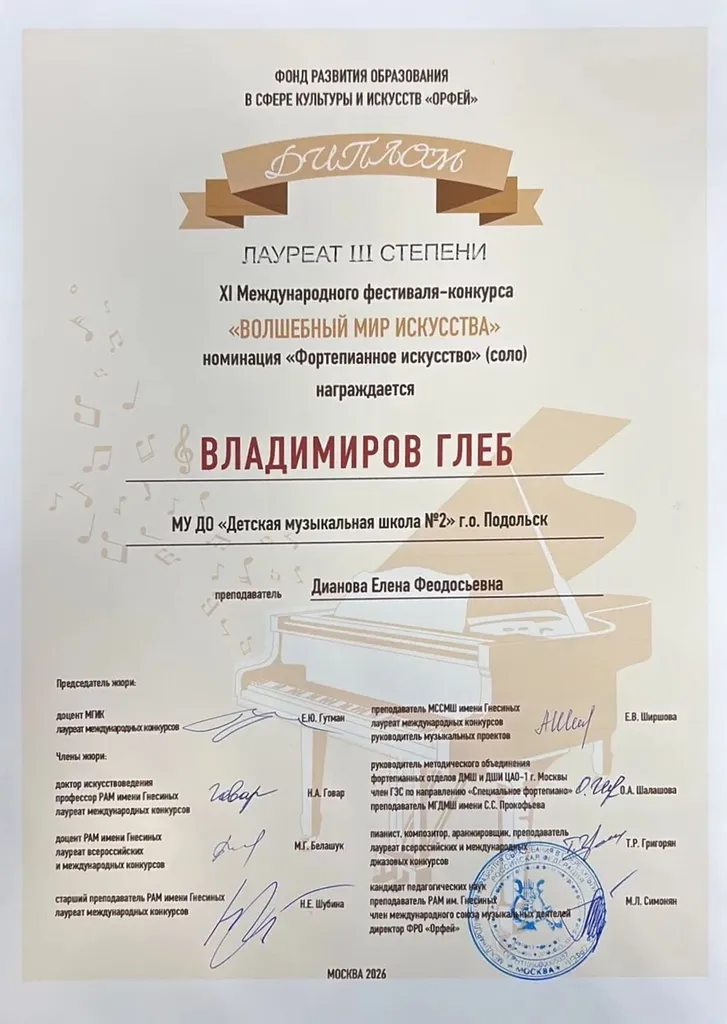 ФОНД РАЗВИТИЯ ОБРАЗОВАНИЯ
В СФЕРЕ КУЛЬТУРЫ И ИСКУССТВ «ОРФЕЙ»
ДИПЛОМ
ЛАУРЕАТ III СТЕПЕНИ
XI Международного фестиваля-конкурса
«ВОЛШЕБНЫЙ МИР ИСКУССТВА»
номинация «Фортепианное искусство» (соло)
награждается
ВЛАДИМИРОВ ГЛЕБ
МУ ДО «Детская музыкальная школа №2» г.о. Подольск
преподаватель Дианова Елена Феодосьевна
Председатель жюри:
доцент МГИК
лауреат международных конкурсов
Е.Ю. Гутман
Члены жюри:
доктор искусствоведения
профессор РАМ имени Гнесиных
лауреат международных конкурсов
Н.А. Говар
доцент РАМ имени Гнесиных
лауреат всероссийских
и международных конкурсов
М.Г. Белашук
старший преподаватель РАМ имени Гнесиных
лауреат международных конкурсов
Н.Е. Шубина
преподаватель МССМШ имени Гнесиных
лауреат международных конкурсов
руководитель музыкальных проектов
Е.В. Ширшова
руководитель методического объединения
фортепианных отделов ДМШ и ДШИ ЦАО-1 г. Москвы
член ГЭС по направлению «Специальное фортепиано»
преподаватель МГДМШ имени С.С. Прокофьева
О.А. Шалашова
пианист, композитор, аранжировщик, преподаватель
лауреат всероссийских и международных
джазовых конкурсов
Т.Р. Григорян
кандидат педагогических наук
преподаватель РАМ им. Гнесиных
член международного союза музыкальных деятелей
директор ФРО «Орфей»
М.Л. Симонян
МОСКВА
МОСКВА 2026